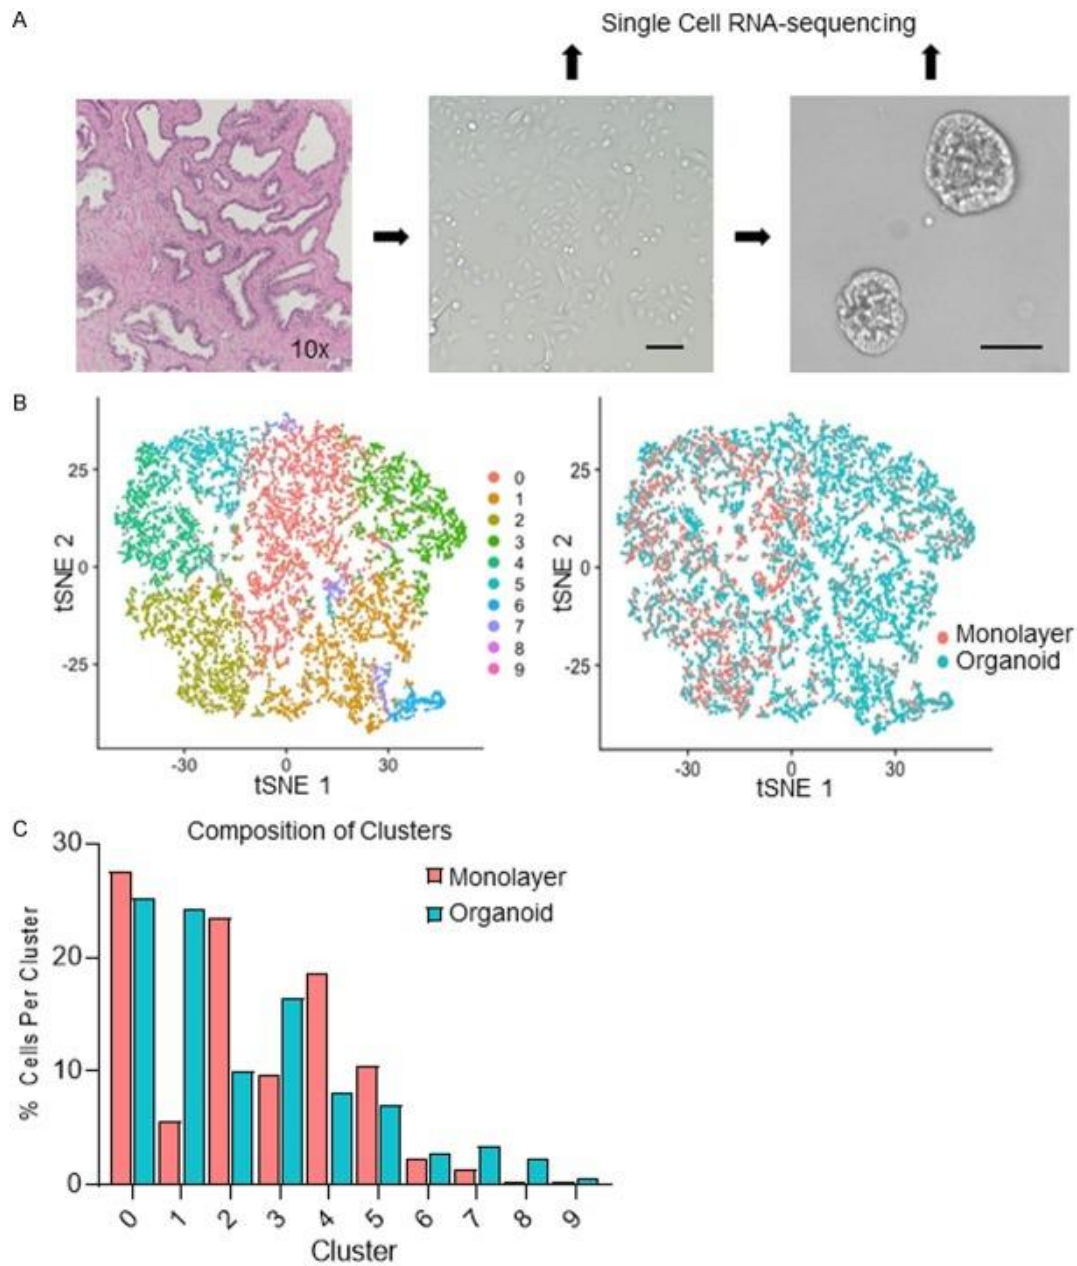 A
Single Cell RNA-sequencing
10x
B
25
0
-25
tSNE 2
-30
0
30
tSNE 1
0
1
2
3
4
5
6
7
8
9
25
0
-25
tSNE 2
-30
0
30
tSNE 1
Monolayer
Organoid
C
Composition of Clusters
Monolayer
Organoid
30
20
10
0
% Cells Per Cluster
0
1
2
3
4
5
6
7
8
9
Cluster